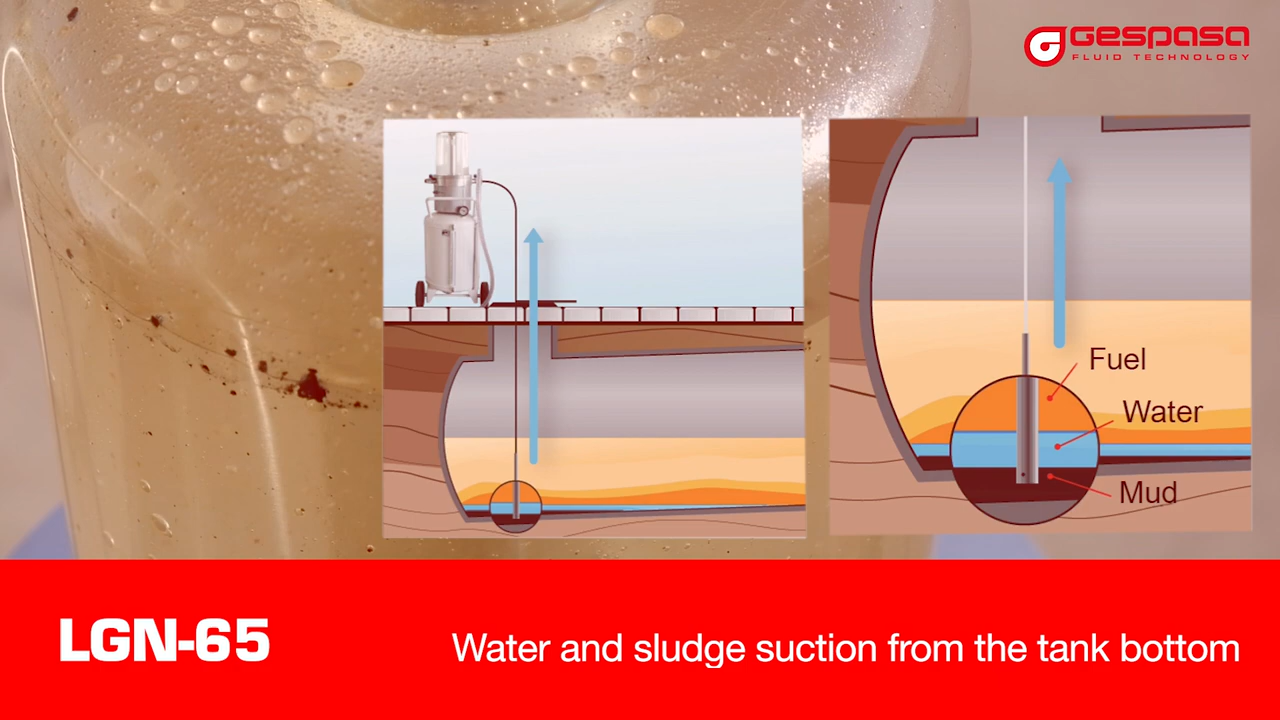 Gespasa
FLUID TECHNOLOGY
Fuel
Water
Mud
LGN-65
Water and sludge suction from the tank bottom